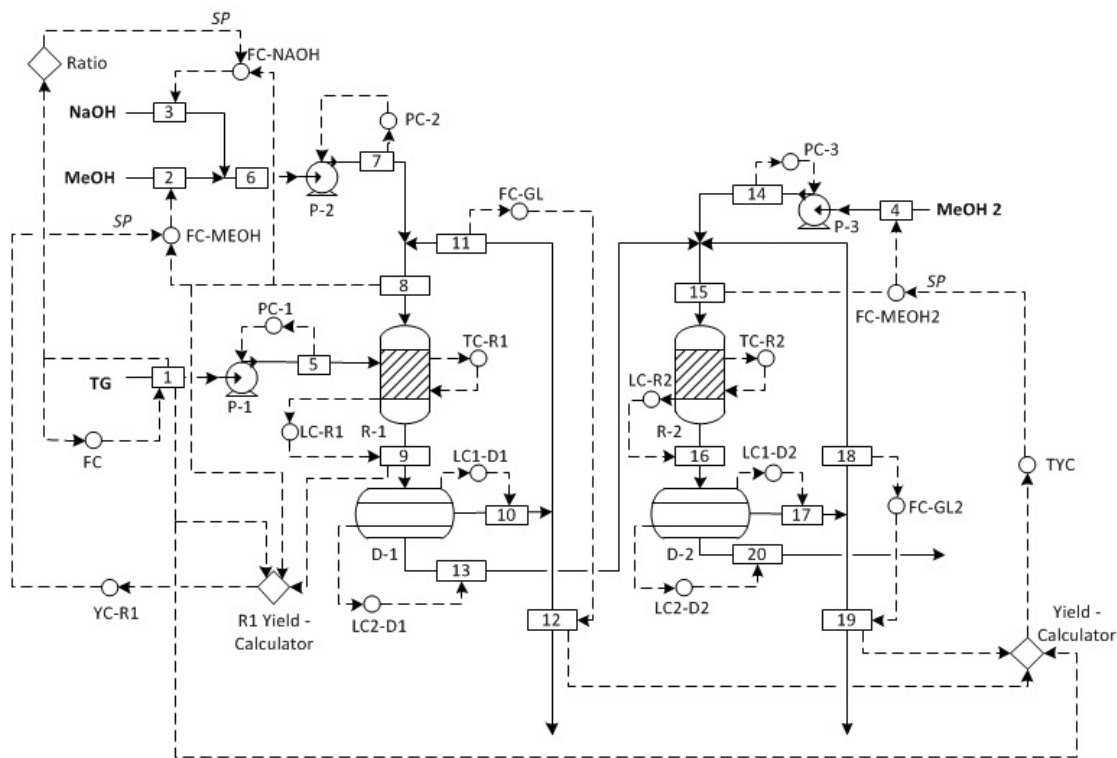 SP
Ratio
FC-NAOH
NaOH
3
PC-2
MeOH
2
6
7
P-2
PC-3
14
4
MeOH 2
P-3
FC-GL
11
SP
FC-MEOH
8
15
SP
FC-MEOH2
PC-1
5
TC-R1
TC-R2
TG
1
P-1
LC-R2
R-1
R-2
LC-R1
FC
9
LC1-D1
16
LC1-D2
18
TYC
10
17
FC-GL2
D-1
D-2
20
13
YC-R1
LC2-D1
LC2-D2
R1 Yield -
Calculator
12
19
Yield -
Calculator